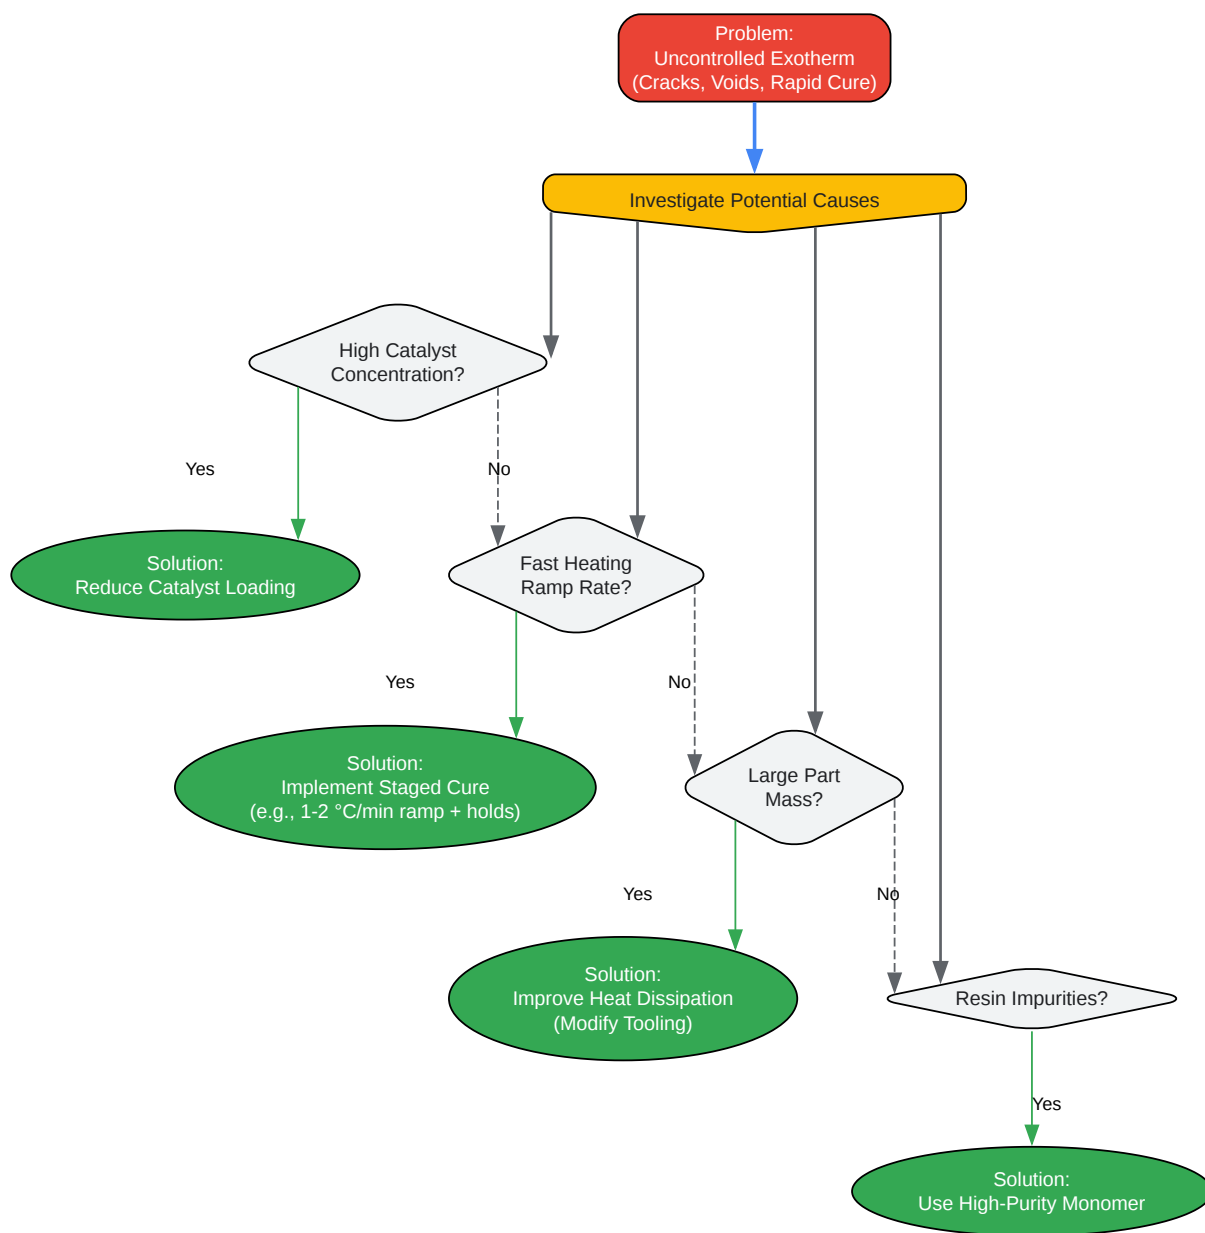 Problem:
Uncontrolled Exotherm
(Cracks, Voids, Rapid Cure)
Investigate Potential Causes
High Catalyst
Concentration?
Yes
No
Solution:
Reduce Catalyst Loading
Fast Heating
Ramp Rate?
Yes
No
Solution:
Implement Staged Cure
(e.g., 1-2 °C/min ramp + holds)
Large Part
Mass?
Yes
No
Solution:
Improve Heat Dissipation
(Modify Tooling)
Resin Impurities?
Yes
Solution:
Use High-Purity Monomer